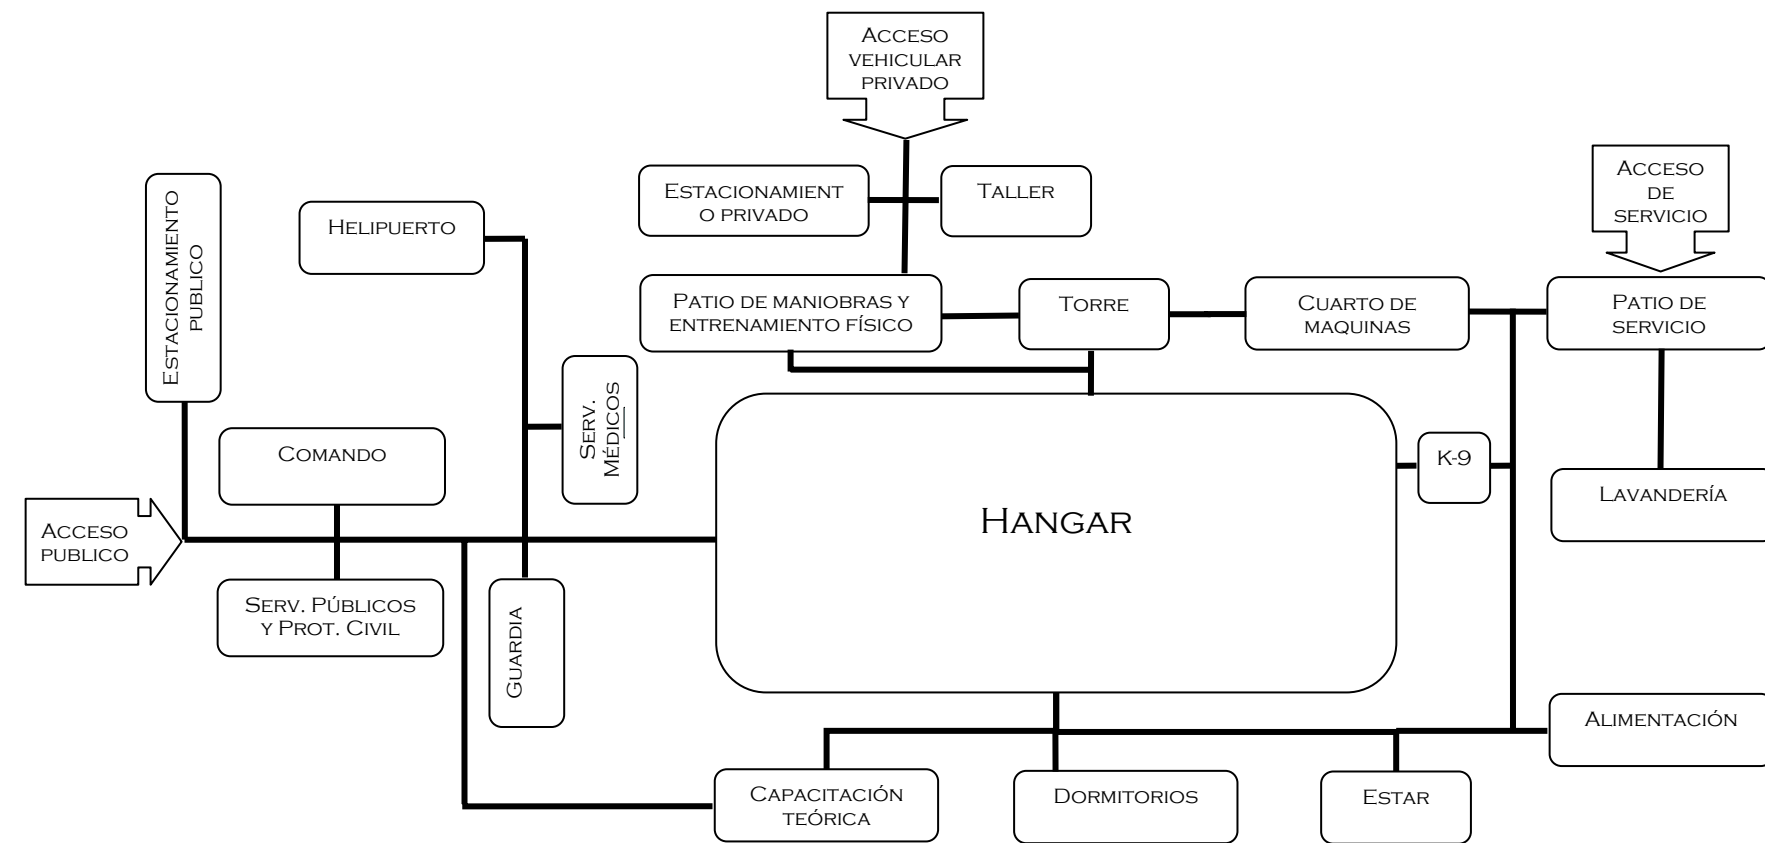 ACCESO
VEHICULAR
PRIVADO
ACCESO
DE
SERVICIO
ESTACIONAMIENTO
PUBLICO
HELIPUERTO
ESTACIONAMIENT
O PRIVADO
TALLER
PATIO DE MANIOBRAS Y
ENTRENAMIENTO FÍSICO
TORRE
CUARTO DE
MAQUINAS
PATIO DE
SERVICIO
SERV.
MÉDICOS
COMANDO
K-9
LAVANDERÍA
ACCESO
PUBLICO
HANGAR
SERV. PÚBLICOS
Y PROT. CIVIL
GUARDIA
ALIMENTACIÓN
CAPACITACIÓN
TEÓRICA
DORMITORIOS
ESTAR